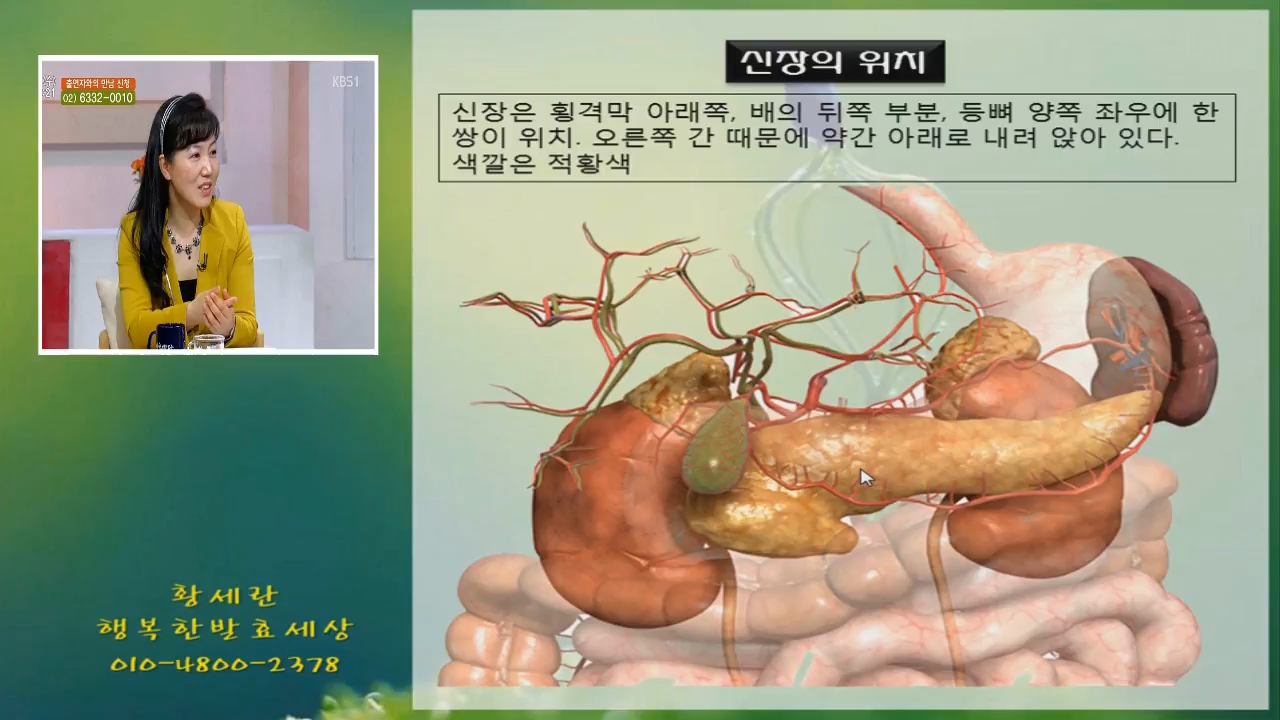 신장의 위치
신장은 횡격막 아래쪽, 배의 뒤쪽 부분, 등뼈 양쪽 좌우에 한
쌍이 위치. 오른쪽 간 때문에 약간 아래로 내려 앉아 있다.
색깔은 적황색
출연자와의 만남 신청
02) 6332-0010
KBS1
황세란
행복한발효세상
010-4800-2378